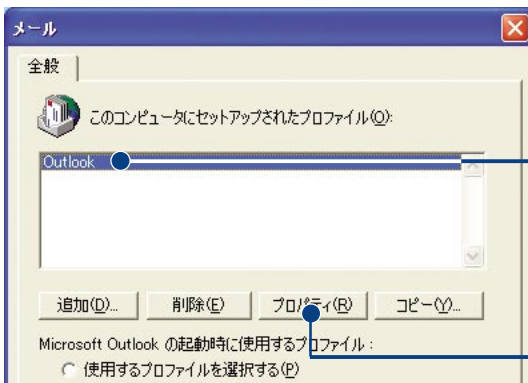 メール
全般
このコンピュータにセットアップされたプロファイル(O):
Outlook
追加(D)... 削除(E) プロパティ(R) コピー(Y)...
Microsoft Outlook の起動時に使用するプロファイル:
使用するプロファイルを選択する(P)